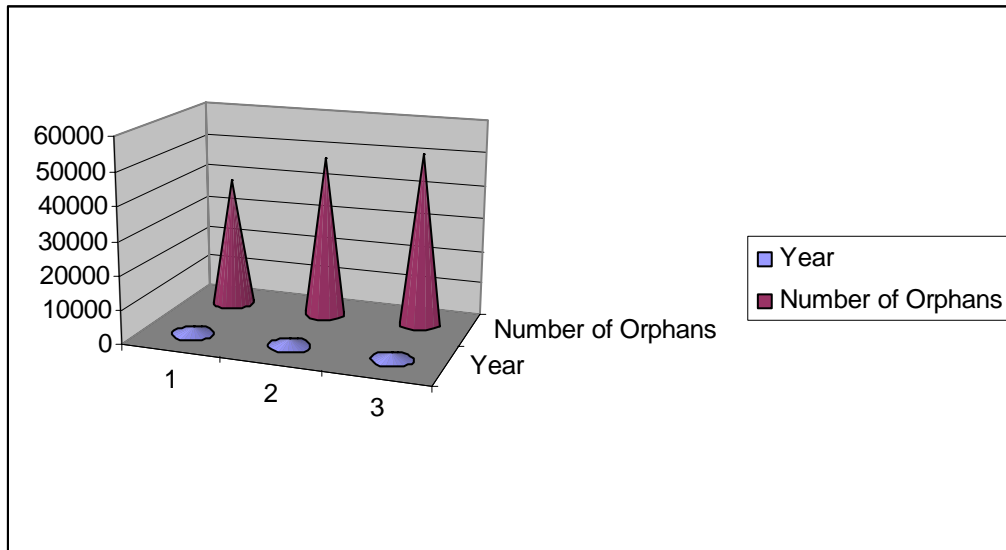 60000
50000
40000
30000
20000
10000
0
1
2
3
Number of Orphans
Year
Year
Number of Orphans